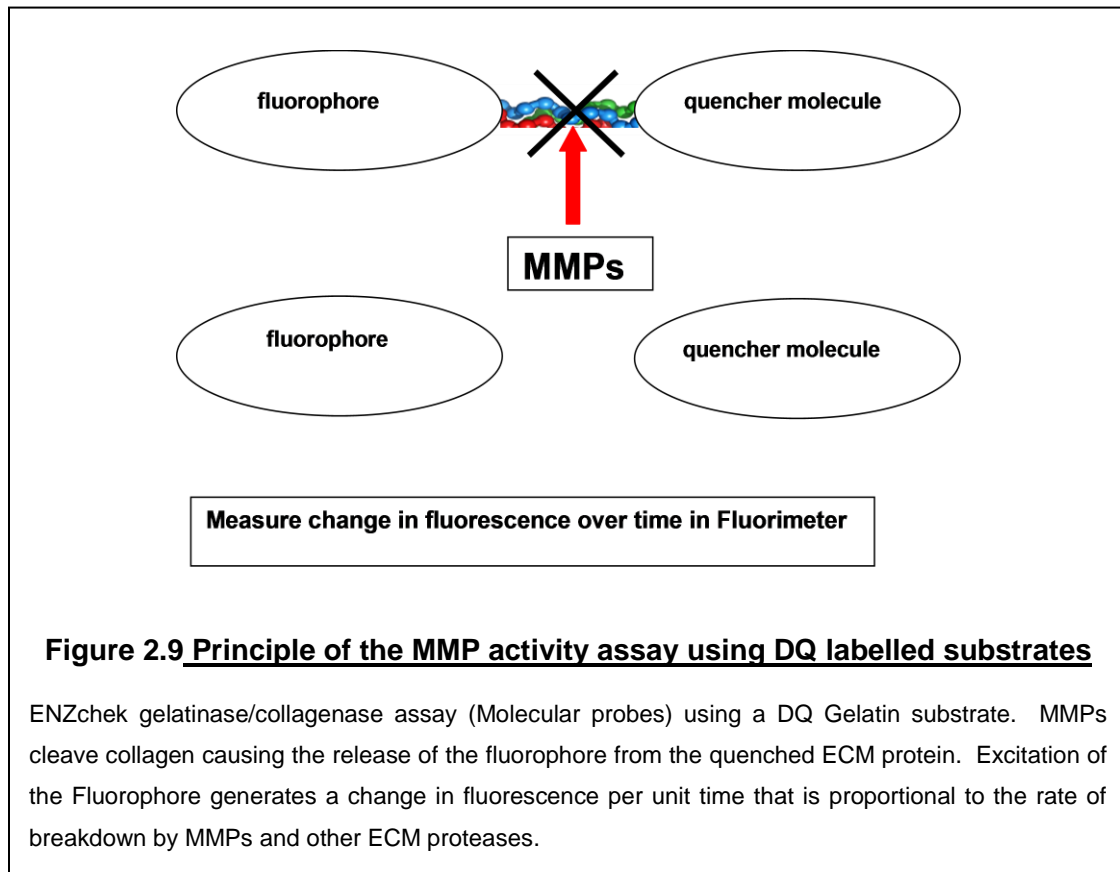 fluorophore quencher molecule
MMPs
fluorophore quencher molecule
Measure change in fluorescence over time in Fluorimeter
Figure 2.9 Principle of the MMP activity assay using DQ labelled substrates
ENZchek gelatinase/collagenase assay (Molecular probes) using a DQ Gelatin substrate. MMPs
cleave collagen causing the release of the fluorophore from the quenched ECM protein. Excitation of
the Fluorophore generates a change in fluorescence per unit time that is proportional to the rate of
breakdown by MMPs and other ECM proteases.